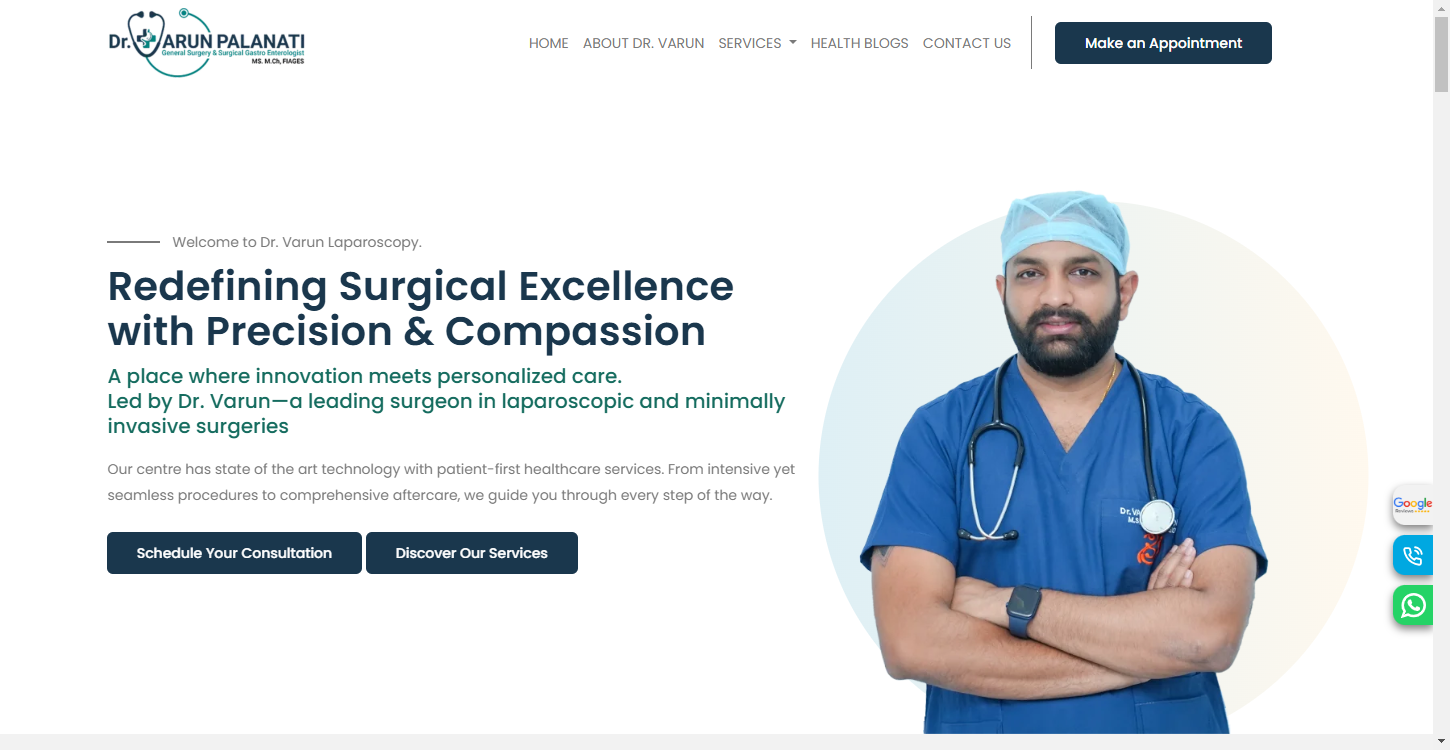 Dr. VARUN PALANATI
General Surgery & Surgical Gastro Enterologist
MS. M.Ch, FIAGES
HOME ABOUT DR. VARUN SERVICES HEALTH BLOGS CONTACT US
Make an Appointment
Welcome to Dr. Varun Laparoscopy.
Redefining Surgical Excellence
with Precision & Compassion
A place where innovation meets personalized care.
Led by Dr. Varun—a leading surgeon in laparoscopic and minimally
invasive surgeries
Our centre has state of the art technology with patient-first healthcare services. From intensive yet
seamless procedures to comprehensive aftercare, we guide you through every step of the way.
Schedule Your Consultation Discover Our Services
Google
Reviews